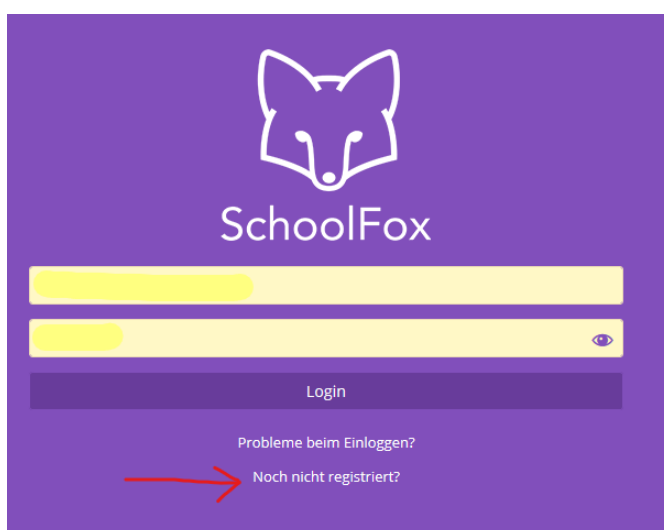 SchoolFox
Login
Probleme beim Einloggen?
Noch nicht registriert?